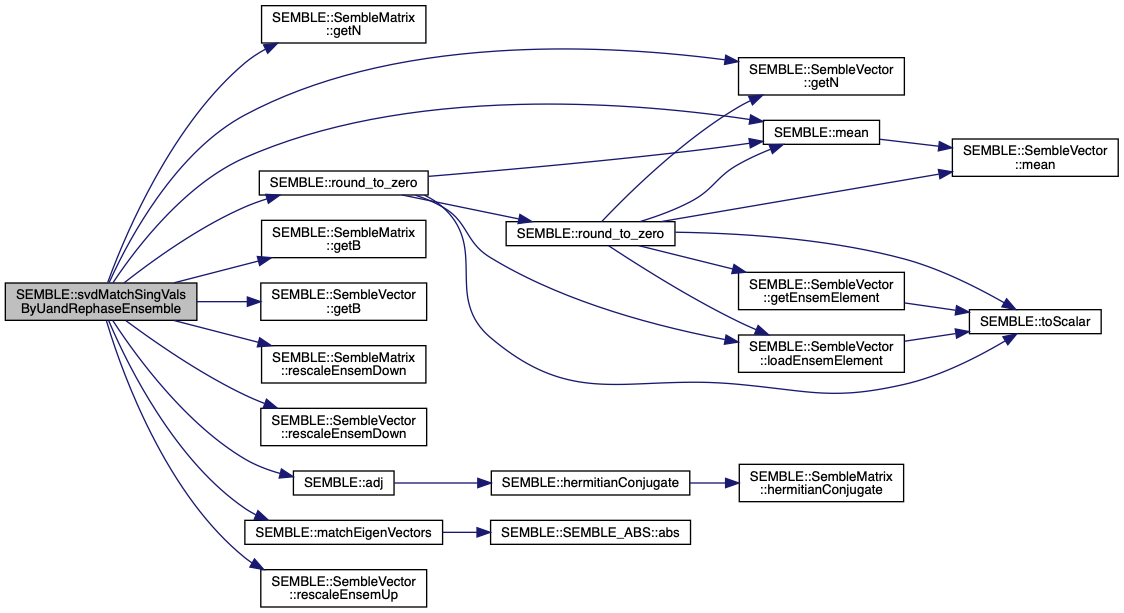 SEMBLE::svdMatchSingVals
ByUandRephaseEnsemble
SEMBLE::SembleMatrix
::getN
SEMBLE::round_to_zero
SEMBLE::SembleMatrix
::getB
SEMBLE::SembleVector
::getB
SEMBLE::SembleMatrix
::rescaleEnsemDown
SEMBLE::SembleVector
::rescaleEnsemDown
SEMBLE::adj
SEMBLE::matchEigenVectors
SEMBLE::SembleVector
::rescaleEnsemUp
SEMBLE::round_to_zero
SEMBLE::hermitianConjugate
SEMBLE::SEMBLE_ABS::abs
SEMBLE::SembleVector
::getN
SEMBLE::mean
SEMBLE::SembleVector
::getEnsemElement
SEMBLE::SembleVector
::loadEnsemElement
SEMBLE::SembleMatrix
::hermitianConjugate
SEMBLE::SembleVector
::mean
SEMBLE::toScalar